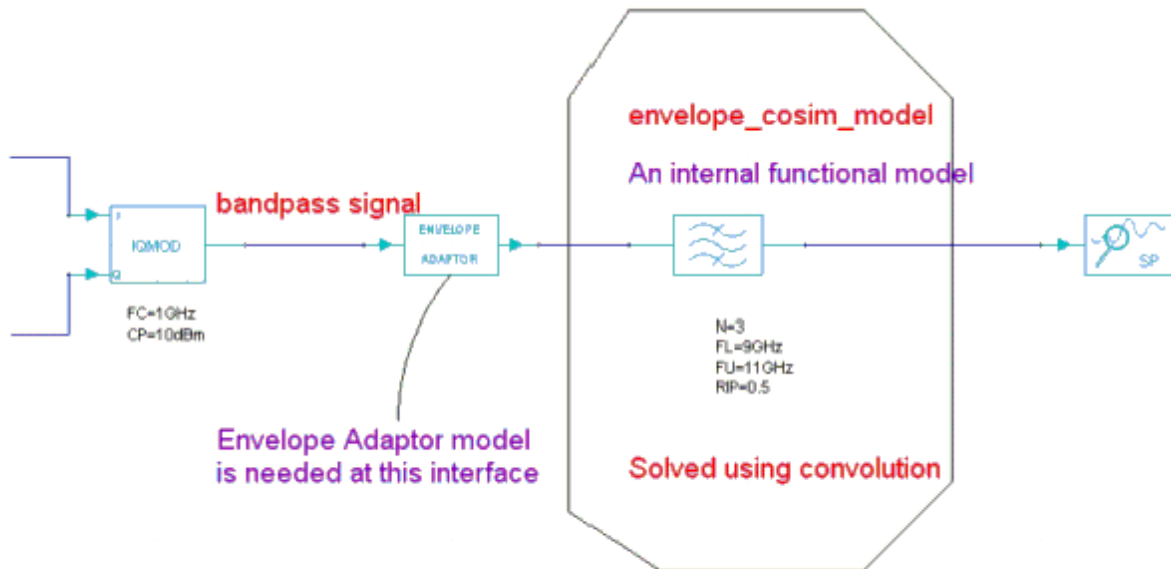 envelope_cosim_model
An internal functional model
bandpass signal
I
IQMOD
Q
ENVELOPE
ADAPTOR
SP
FC=1GHz
CP=10dBm
N=3
FL=9GHz
FU=11GHz
RIP=0.5
Envelope Adaptor model
is needed at this interface
Solved using convolution